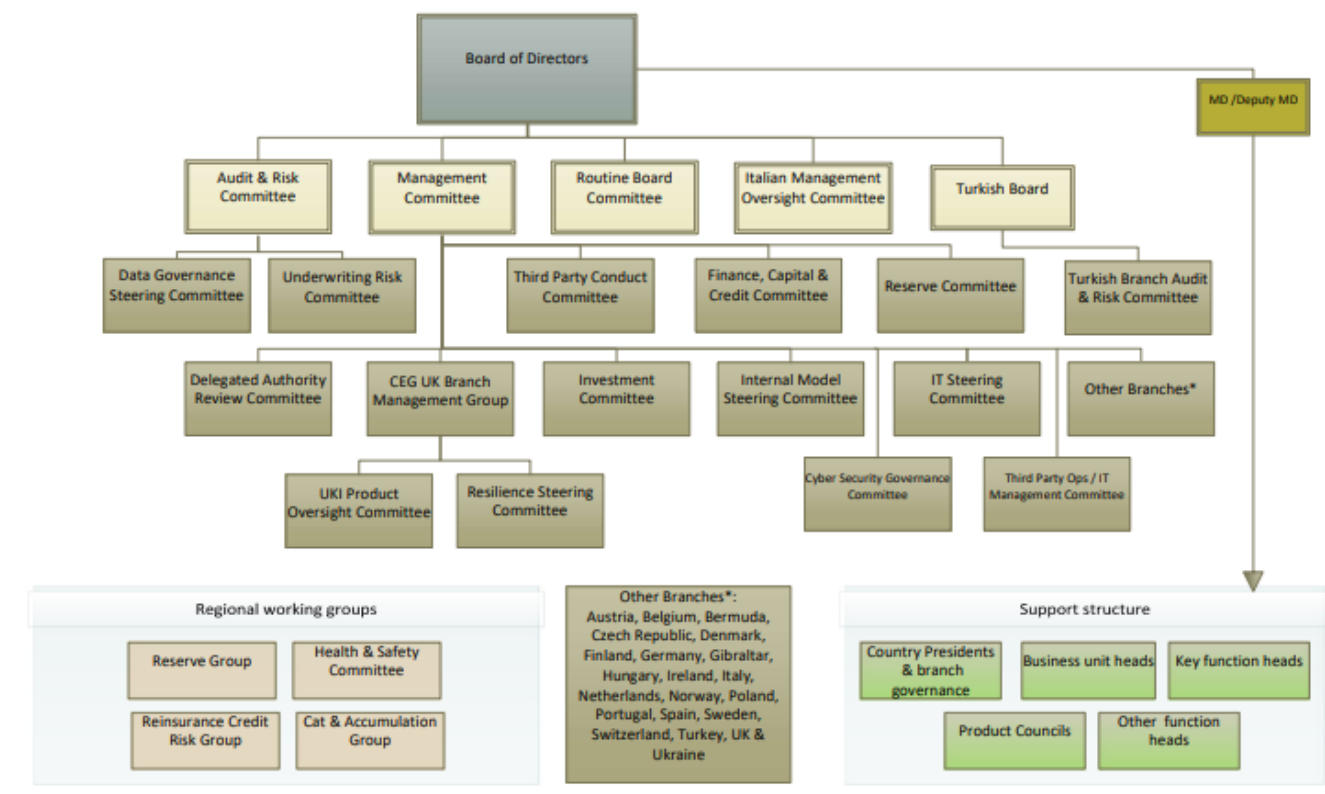 Board of Directors
MD /Deputy MD
Audit & Risk
Committee
Management
Committee
Routine Board
Committee
Italian Management
Oversight Committee
Turkish Board
Data Governance
Steering Committee
Underwriting Risk
Committee
Third Party Conduct
Committee
Finance, Capital &
Credit Committee
Reserve Committee
Turkish Branch Audit
& Risk Committee
Delegated Authority
Review Committee
CEG UK Branch
Management Group
Investment
Committee
Internal Model
Steering Committee
IT Steering
Committee
Other Branches*
UKI Product
Oversight Committee
Resilience Steering
Committee
Cyber Security Governance
Committee
Third Party Ops / IT
Management Committee
Regional working groups
Reserve Group
Health & Safety
Committee
Reinsurance Credit
Risk Group
Cat & Accumulation
Group
Other Branches*:
Austria, Belgium, Bermuda,
Czech Republic, Denmark,
Finland, Germany, Gibraltar,
Hungary, Ireland, Italy,
Netherlands, Norway, Poland,
Portugal, Spain, Sweden,
Switzerland, Turkey, UK &
Ukraine
Support structure
Country Presidents
& branch
governance
Business unit heads
Key function heads
Product Councils
Other function
heads